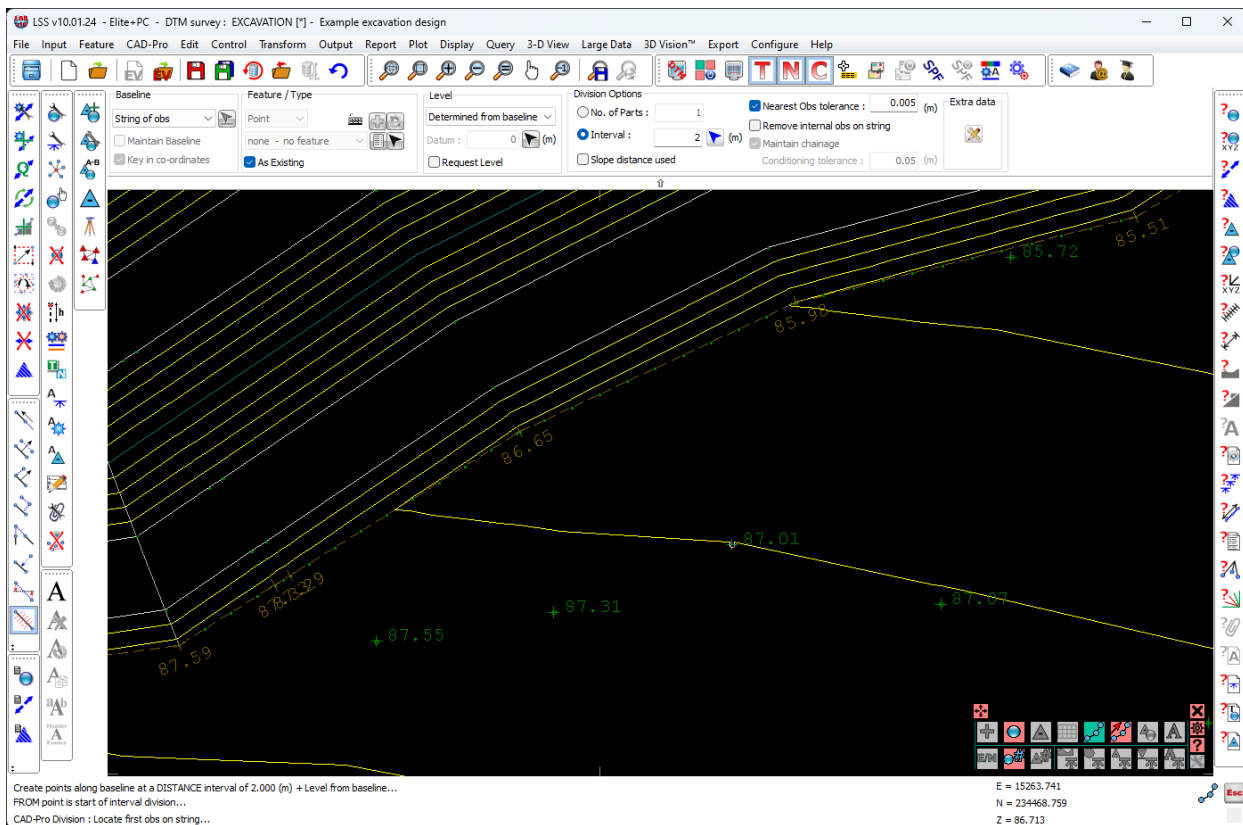 LSS v10.01.24 - Elite+PC - DTM survey : EXCAVATION [*] - Example excavation design
File Input Feature CAD-Pro Edit Control Transform Output Report Plot Display Query 3-D View Large Data 3D Vision™ Export Configure Help
T N C
SPF
Baseline
String of obs
Maintain Baseline
Key in co-ordinates
Feature / Type
Point
none - no feature
As Existing
Level
Determined from baseline
Datum : 0 (m)
Request Level
Division Options
No. of Parts : 1
Interval : 2 (m)
Slope distance used
Nearest Obs tolerance : 0.005 (m)
Remove internal obs on string
Maintain chainage
Conditioning tolerance : 0.05 (m)
Extra data
85.51
85.72
85.98
86.65
87.01
87.07
87.31
87.55
87.59
Header
A
Footer
E/N
Create points along baseline at a DISTANCE interval of 2.000 (m) + Level from baseline...
FROM point is start of interval division...
CAD-Pro Division : Locate first obs on string...
E = 15263.741
N = 234468.759
Z = 86.713
Esc